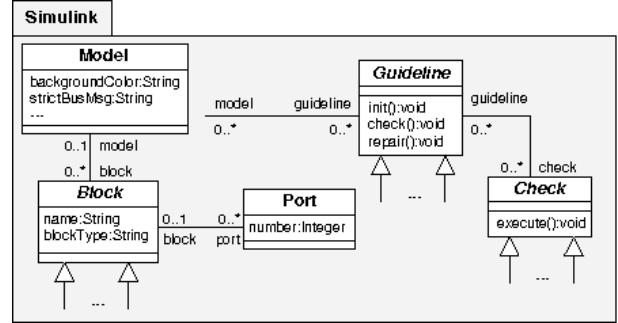 Simulink
Model
backgroundColor:String
strictBusMsg:String
...
model guideline
0..* 0..*
Guideline
init():void
check():void
repair():void
...
guideline
0..*
0..1 model
0..* block
Block
name:String
blockType:String
...
0..1 0..*
block port
Port
number:Integer
0..* check
Check
execute():void
...